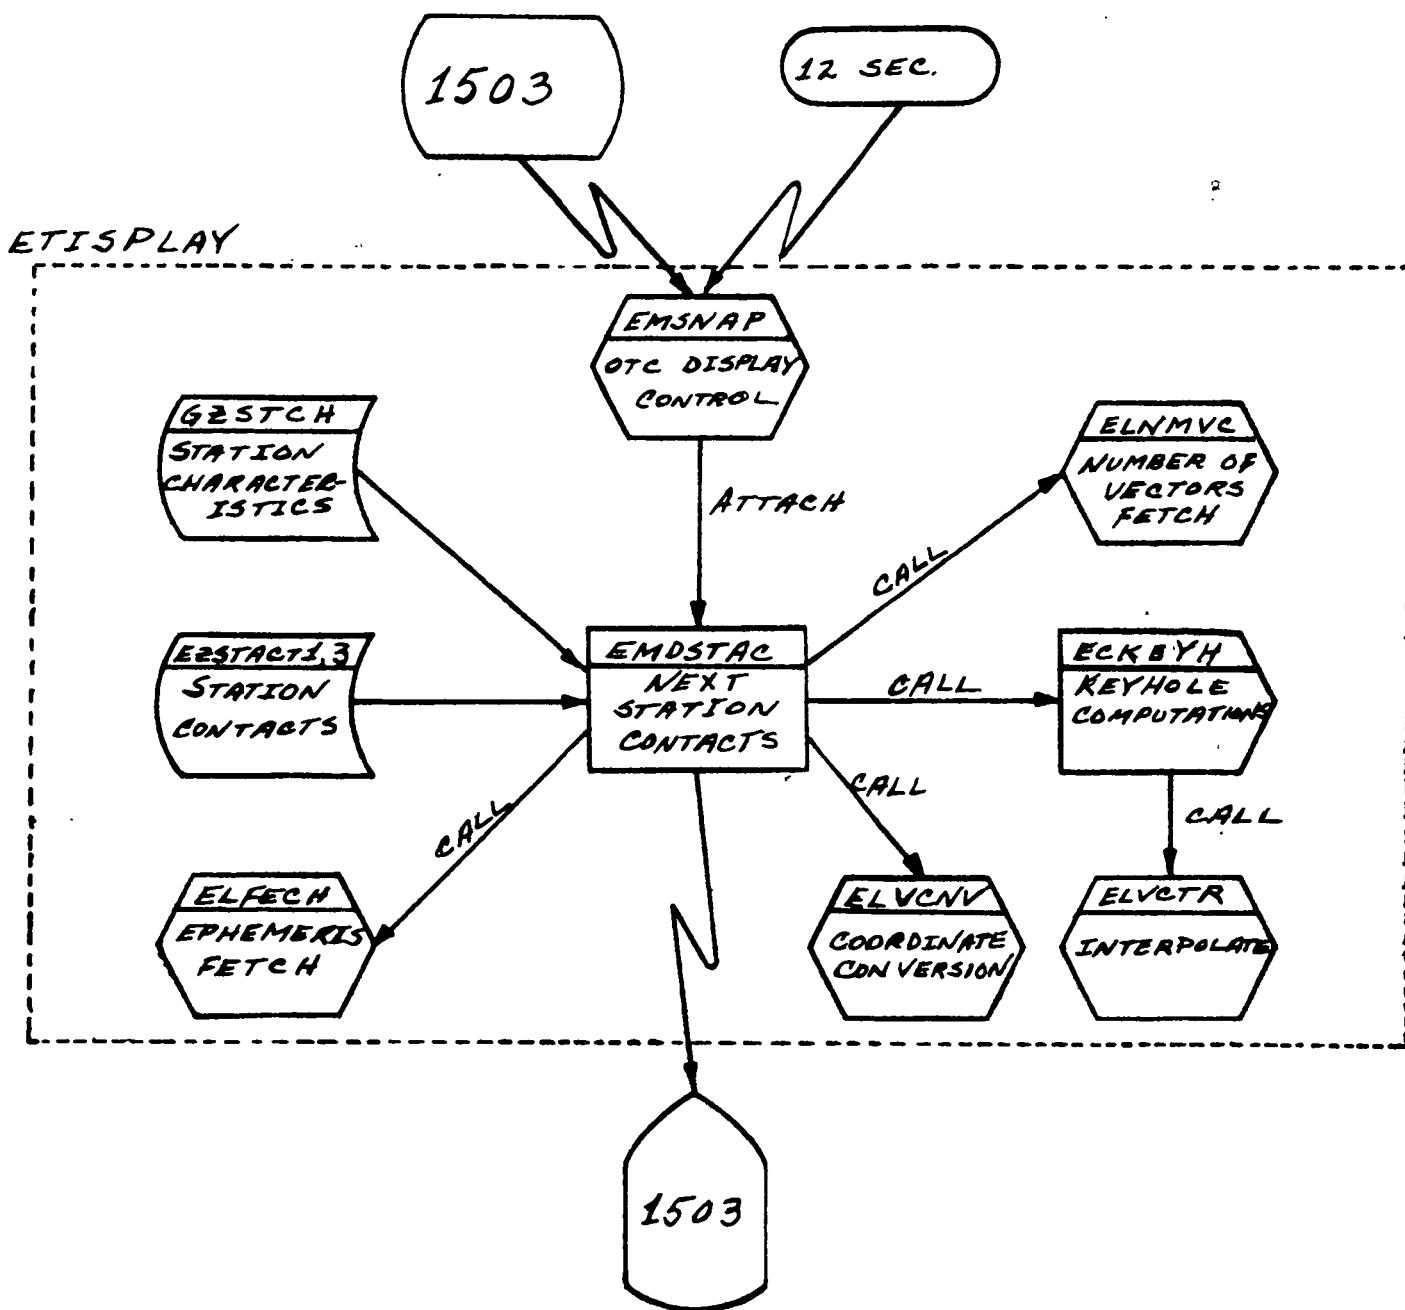 1503
12 SEC.
ETISPLAY
EMSNAP
OTC DISPLAY
CONTROL
GZSTCH
STATION
CHARACTER-
ISTICS
ELNMVC
NUMBER OF
VECTORS
FETCH
ATTACH
CALL
EZSTACT1,3
STATION
CONTACTS
EMDSTAC
NEXT
STATION
CONTACTS
CALL
ECKBYH
KEYHOLE
COMPUTATIONS
CALL
CALL
CALL
ELFECH
EPHEMERIS
FETCH
ELVCNV
COORDINATE
CONVERSION
ELVCTR
INTERPOLATE
1503